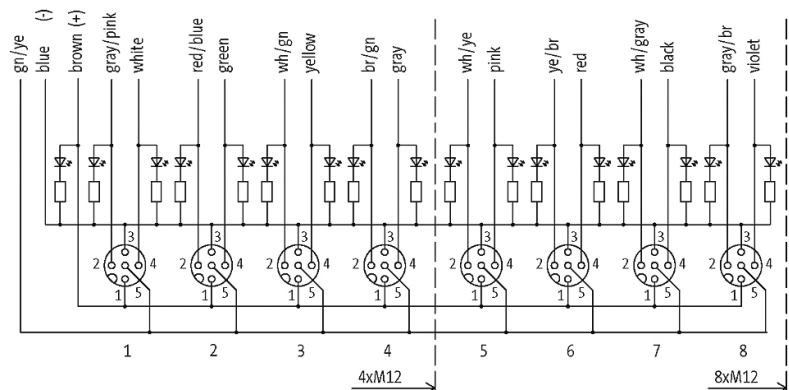 gn/ye
blue (-)
brown (+)
gray/pink
white
red/blue
green
wh/gn
yellow
br/gn
gray
wh/ye
pink
ye/br
red
wh/gray
black
gray/br
violet
3 3 3 3 3 3 3 3
2 4 2 4 2 4 2 4 2 4 2 4 2 4 2 4
1 5 1 5 1 5 1 5 1 5 1 5 1 5 1 5
1 2 3 4 5 6 7 8
4xM12 8xM12